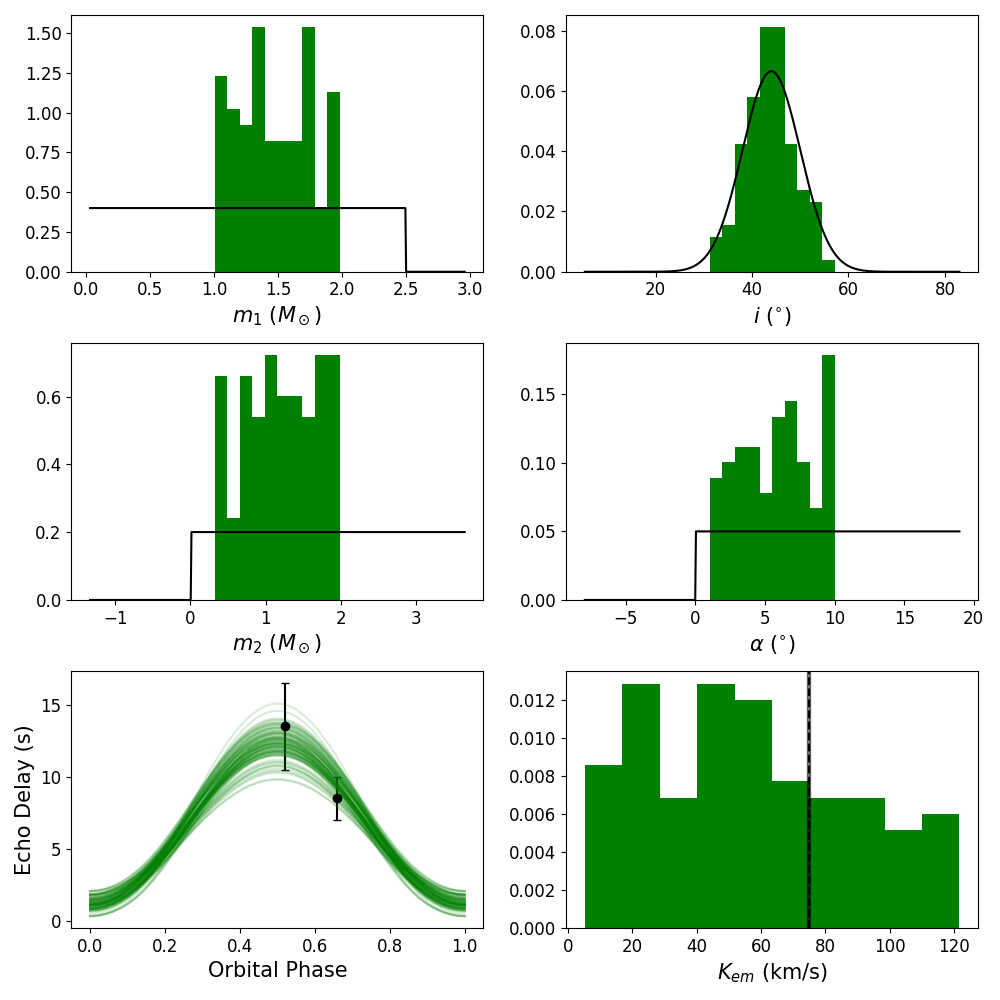 1.50
1.25
1.00
0.75
0.50
0.25
0.00
0.0 0.5 1.0 1.5 2.0 2.5 3.0
m₁ (M⊙)
0.08
0.06
0.04
0.02
0.00
20 40 60 80
i (°)
0.6
0.4
0.2
0.0
−1 0 1 2 3
m₂ (M⊙)
0.15
0.10
0.05
0.00
−5 0 5 10 15 20
α (°)
Echo Delay (s)
15
10
5
0
0.0 0.2 0.4 0.6 0.8 1.0
Orbital Phase
0.012
0.010
0.008
0.006
0.004
0.002
0.000
0 20 40 60 80 100 120
Kₑₘ (km/s)